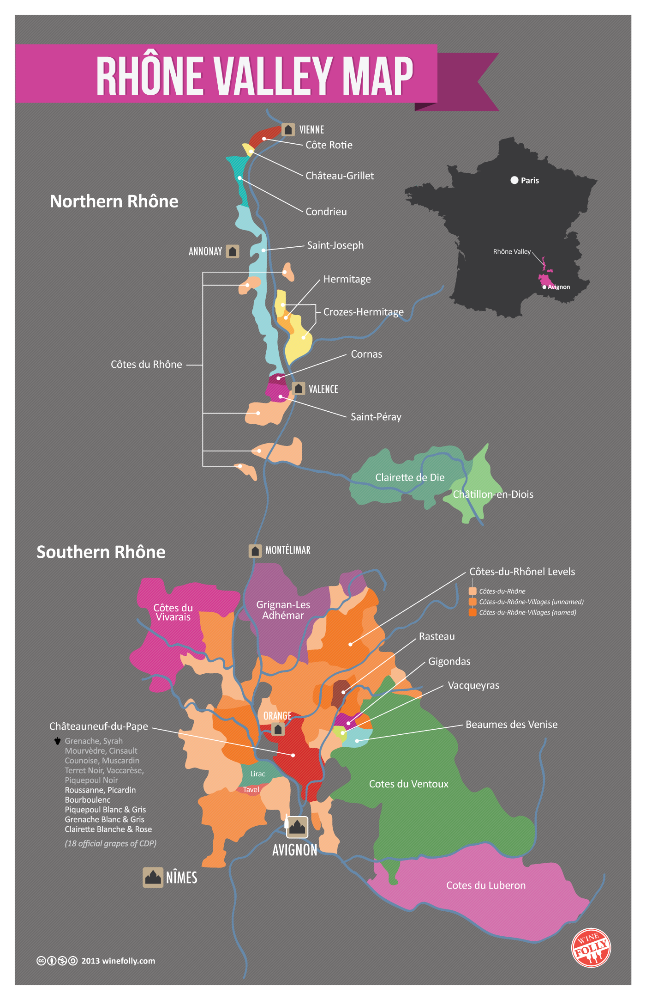 RHÔNE VALLEY MAP
VIENNE
Côte Rotie
Château-Grillet
Paris
Northern Rhône
Condrieu
Saint-Joseph
ANNONAY
Rhône Valley
Hermitage
Avignon
Crozes-Hermitage
Cornas
Côtes du Rhône
VALENCE
Saint-Péray
Clairette de Die
Châtillon-en-Diois
Southern Rhône
MONTÉLIMAR
Côtes-du-Rhônel Levels
Côtes-du-Rhône
Côtes-du-Rhône-Villages (unnamed)
Côtes-du-Rhône-Villages (named)
Côtes du
Vivarais
Grignan-Les
Adhémar
Rasteau
Gigondas
Vacqueyras
ORANGE
Beaumes des Venise
Châteauneuf-du-Pape
Grenache, Syrah
Mourvèdre, Cinsault
Counoise, Muscardin
Terret Noir, Vaccarèse,
Piquepoul Noir
Roussanne, Picardin
Bourboulenc
Piquepoul Blanc & Gris
Grenache Blanc & Gris
Clairette Blanche & Rose
(18 official grapes of CDP)
Lirac
Tavel
Cotes du Ventoux
AVIGNON
NÎMES
Cotes du Luberon
WINE
FOLLY
cc 2013 winefolly.com